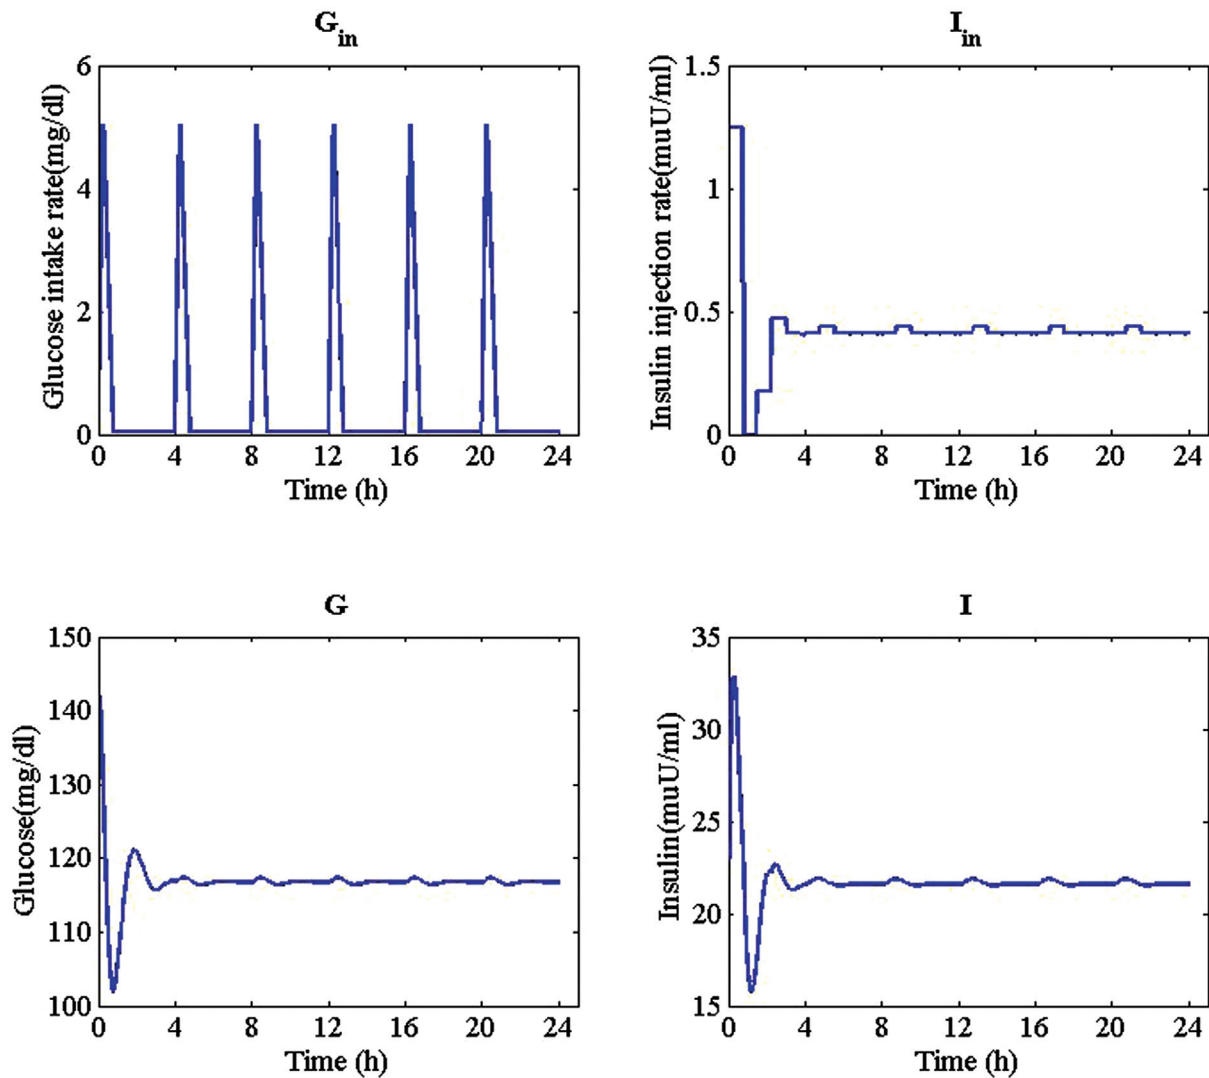 G_in
Glucose intake rate(mg/dl)
6
4
2
0
0 4 8 12 16 20 24
Time (h)
I_in
Insulin injection rate(muU/ml)
1.5
1
0.5
0
0 4 8 12 16 20 24
Time (h)
G
Glucose(mg/dl)
150
140
130
120
110
100
0 4 8 12 16 20 24
Time (h)
I
Insulin(muU/ml)
35
30
25
20
15
0 4 8 12 16 20 24
Time (h)